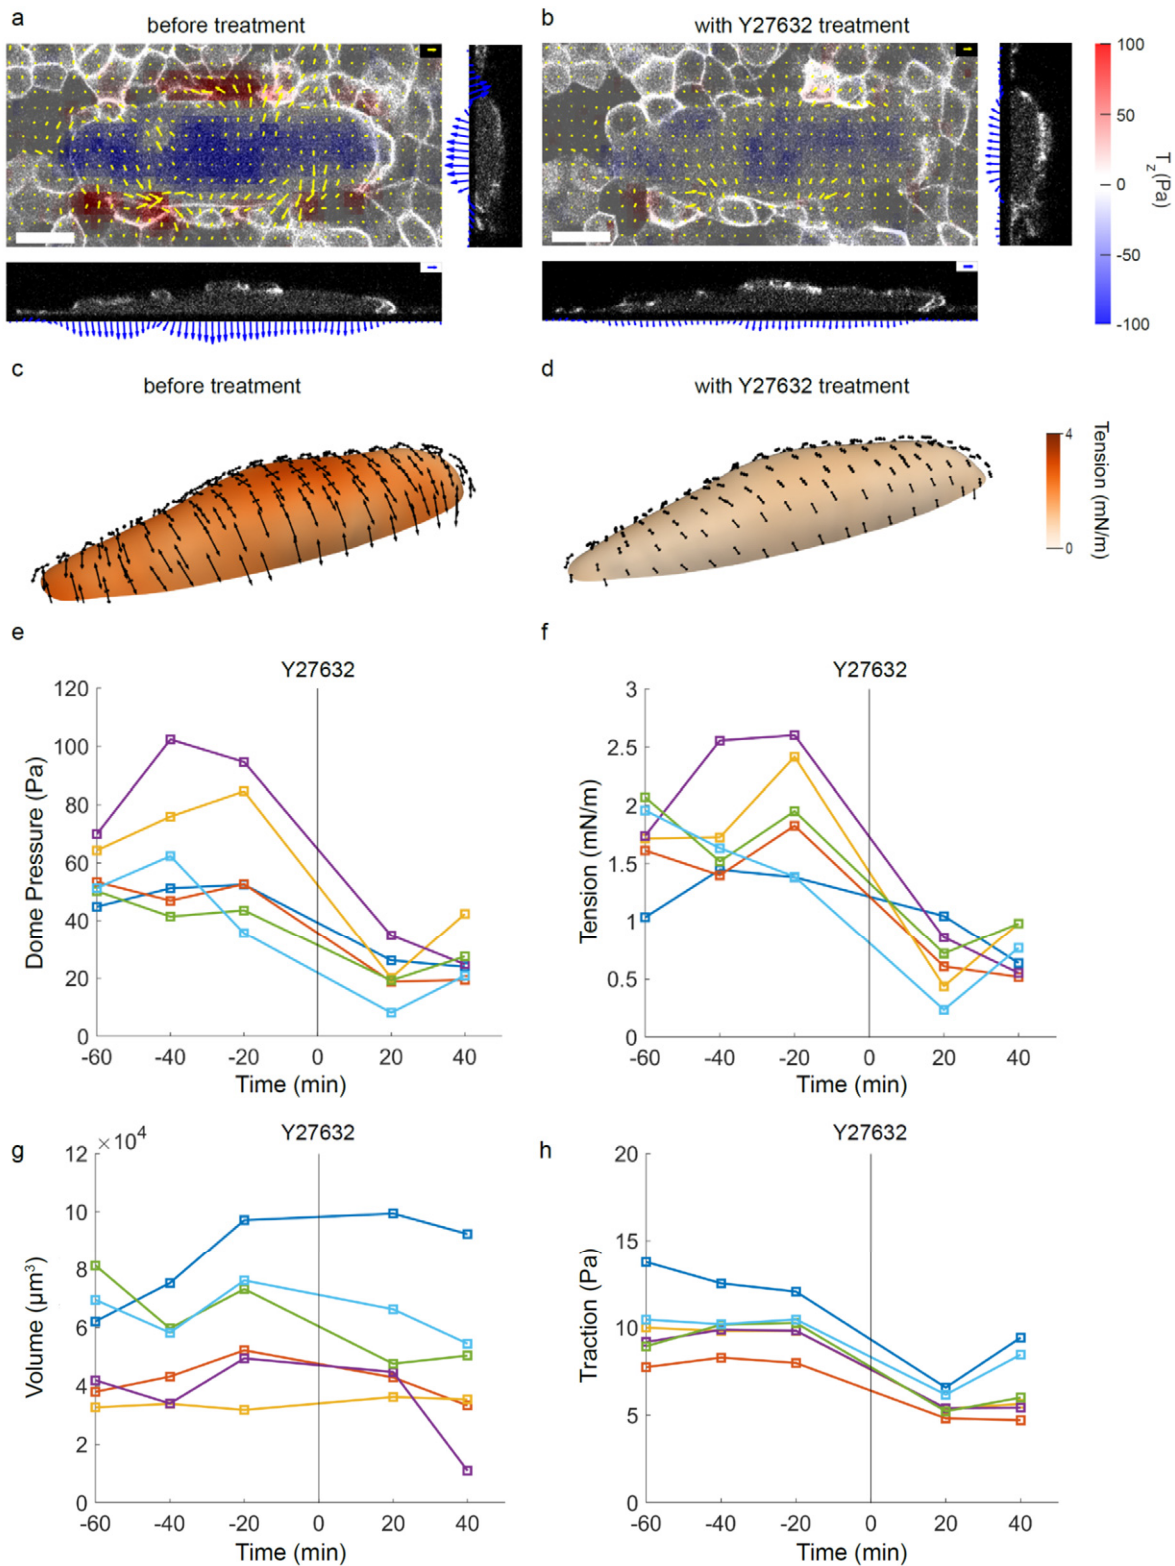 a
before treatment
b
with Y27632 treatment
100
50
0
-50
-100
T_z (Pa)
c
before treatment
d
with Y27632 treatment
4
0
Tension (mN/m)
e
Y27632
120
100
80
60
40
20
0
Dome Pressure (Pa)
-60 -40 -20 0 20 40
Time (min)
f
Y27632
3
2.5
2
1.5
1
0.5
0
Tension (mN/m)
-60 -40 -20 0 20 40
Time (min)
g
×10⁴
Y27632
12
10
8
6
4
2
0
Volume (μm³)
-60 -40 -20 0 20 40
Time (min)
h
Y27632
20
15
10
5
0
Traction (Pa)
-60 -40 -20 0 20 40
Time (min)